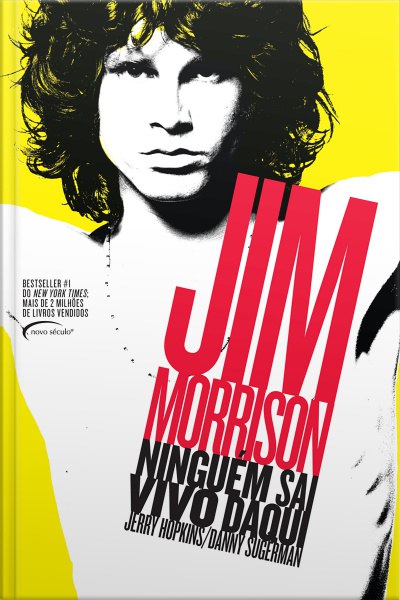 BESTSELLER #1
DO NEW YORK TIMES;
MAIS DE 2 MILHÕES
DE LIVROS VENDIDOS
novo século®
JIM
MORRISON
NINGUÉM SAI
VIVO DAQUI
JERRY HOPKINS/DANNY SUGERMAN